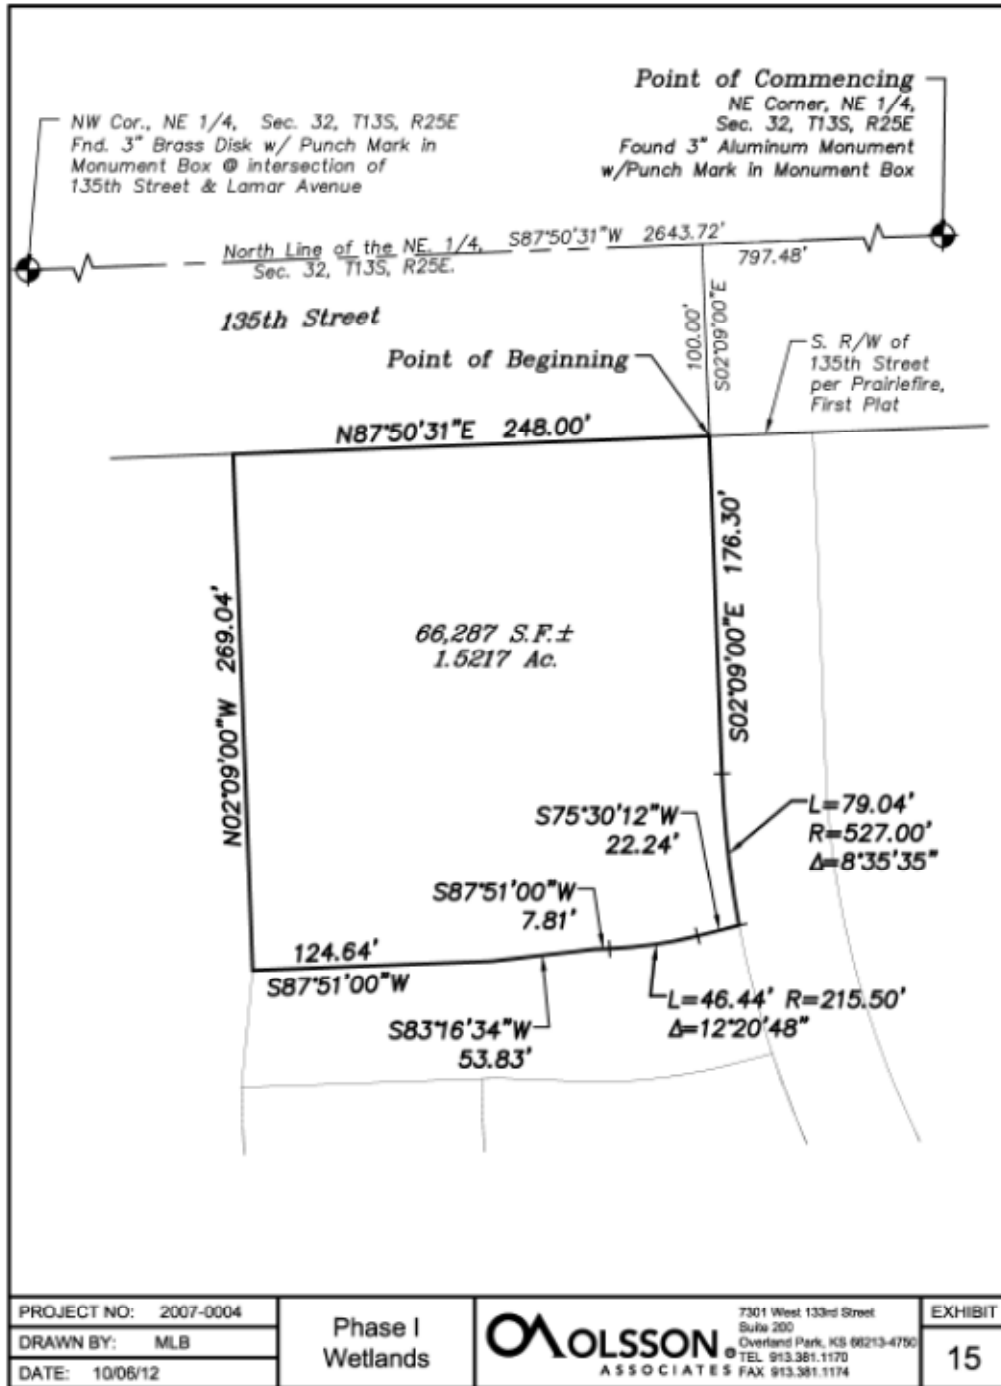 Point of Commencing
NE Corner, NE 1/4,
Sec. 32, T13S, R25E
Found 3" Aluminum Monument
w/Punch Mark in Monument Box
NW Cor., NE 1/4, Sec. 32, T13S, R25E
Fnd. 3" Brass Disk w/ Punch Mark in
Monument Box @ intersection of
135th Street & Lamar Avenue
North Line of the NE. 1/4,
Sec. 32, T13S, R25E.
S87°50'31"W 2643.72'
797.48'
135th Street
100.00'
S02°09'00"E
Point of Beginning
S. R/W of
135th Street
per Prairiefire,
First Plat
N87°50'31"E 248.00'
S02°09'00"E 176.30'
N02°09'00"W 269.04'
66,287 S.F.±
1.5217 Ac.
L=79.04'
R=527.00'
Δ=8°35'35"
S75°30'12"W
22.24'
S87°51'00"W
7.81'
124.64'
S87°51'00"W
L=46.44' R=215.50'
Δ=12°20'48"
S83°16'34"W
53.83'
PROJECT NO: 2007-0004
DRAWN BY: MLB
DATE: 10/06/12
Phase I
Wetlands
OA OLSSON ®
ASSOCIATES
7301 West 133rd Street
Suite 200
Overland Park, KS 66213-4750
TEL 913.381.1170
FAX 913.381.1174
EXHIBIT
15